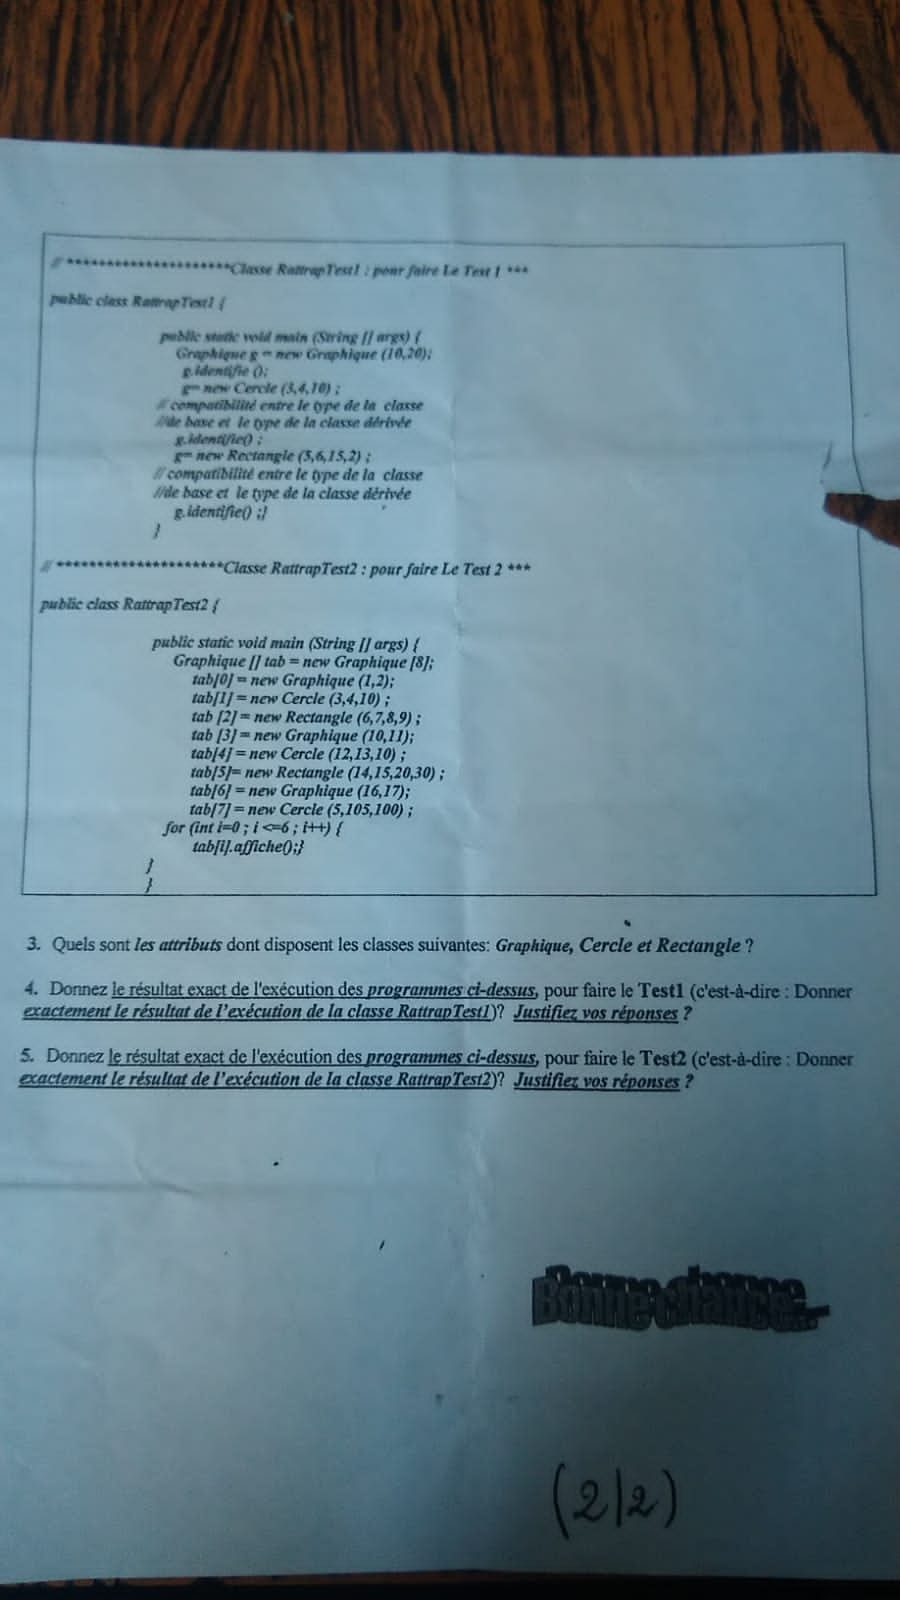 // *********************Classe RattrapTest1 : pour faire Le Test 1 ***
public class RattrapTest1 {
public static void main (String [] args) {
Graphique g = new Graphique (10,20);
g.identifie ();
g= new Cercle (3,4,10) ;
// compatibilité entre le type de la classe
//de base et le type de la classe dérivée
g.identifie() ;
g= new Rectangle (5,6,15,2) ;
// compatibilité entre le type de la classe
//de base et le type de la classe dérivée
g.identifie() ;}
}
// *********************Classe RattrapTest2 : pour faire Le Test 2 ***
public class RattrapTest2 {
public static void main (String [] args) {
Graphique [] tab = new Graphique [8];
tab[0] = new Graphique (1,2);
tab[1] = new Cercle (3,4,10) ;
tab [2] = new Rectangle (6,7,8,9) ;
tab [3] = new Graphique (10,11);
tab[4] = new Cercle (12,13,10) ;
tab[5]= new Rectangle (14,15,20,30) ;
tab[6] = new Graphique (16,17);
tab[7] = new Cercle (5,105,100) ;
for (int i=0 ; i <=6 ; i++) {
tab[i].affiche();}
}
}
3. Quels sont les attributs dont disposent les classes suivantes: Graphique, Cercle et Rectangle ?
4. Donnez le résultat exact de l'exécution des programmes ci-dessus, pour faire le Test1 (c'est-à-dire : Donner
exactement le résultat de l'exécution de la classe RattrapTest1)? Justifiez vos réponses ?
5. Donnez le résultat exact de l'exécution des programmes ci-dessus, pour faire le Test2 (c'est-à-dire : Donner
exactement le résultat de l'exécution de la classe RattrapTest2)? Justifiez vos réponses ?
Bonne chance...
(2/2)